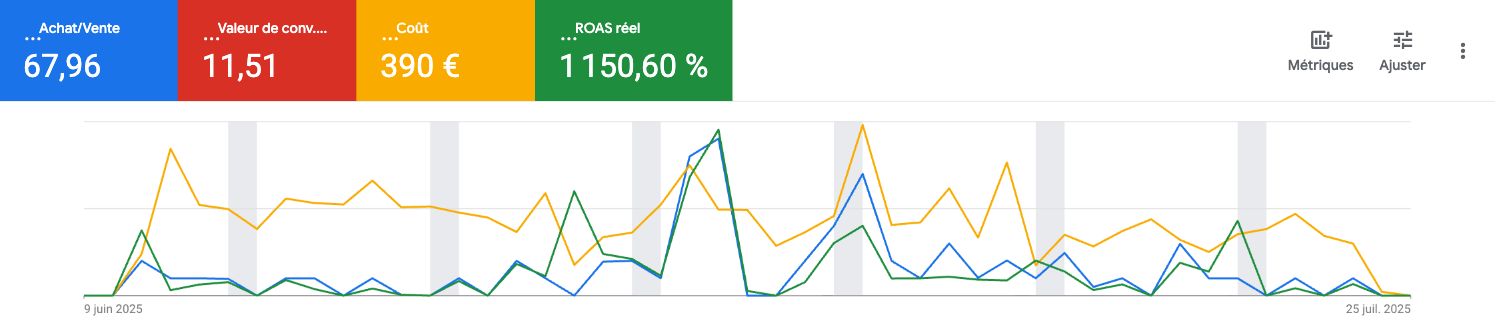 Achat/Vente
67,96
Valeur de conv....
11,51
Coût
390 €
ROAS réel
1 150,60 %
Métriques
Ajuster
9 juin 2025
25 juil. 2025